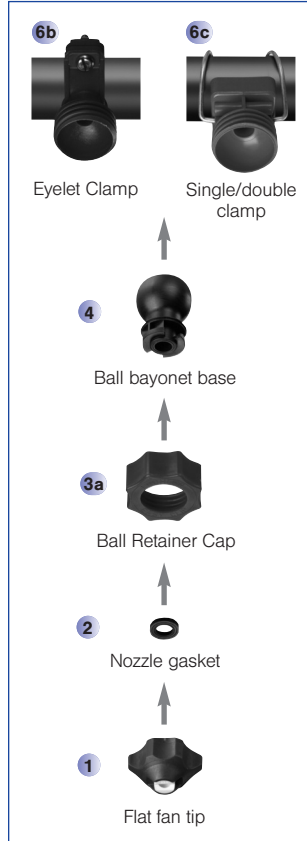 6b
6c
Eyelet Clamp
Single/double
clamp
4
Ball bayonet base
3a
Ball Retainer Cap
2
Nozzle gasket
1
Flat fan tip